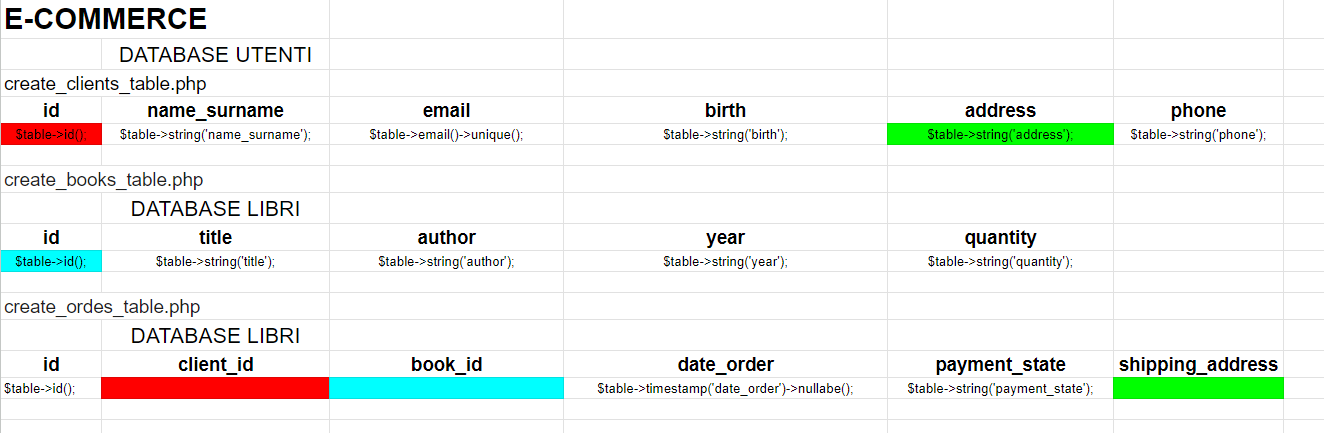 E-COMMERCE
DATABASE UTENTI
create_clients_table.php
id name_surname email birth address phone
$table->id(); $table->string('name_surname'); $table->email()->unique(); $table->string('birth'); $table->string('address'); $table->string('phone');
create_books_table.php
DATABASE LIBRI
id title author year quantity
$table->id(); $table->string('title'); $table->string('author'); $table->string('year'); $table->string('quantity');
create_ordes_table.php
DATABASE LIBRI
id client_id book_id date_order payment_state shipping_address
$table->id(); $table->timestamp('date_order')->nullabe(); $table->string('payment_state');